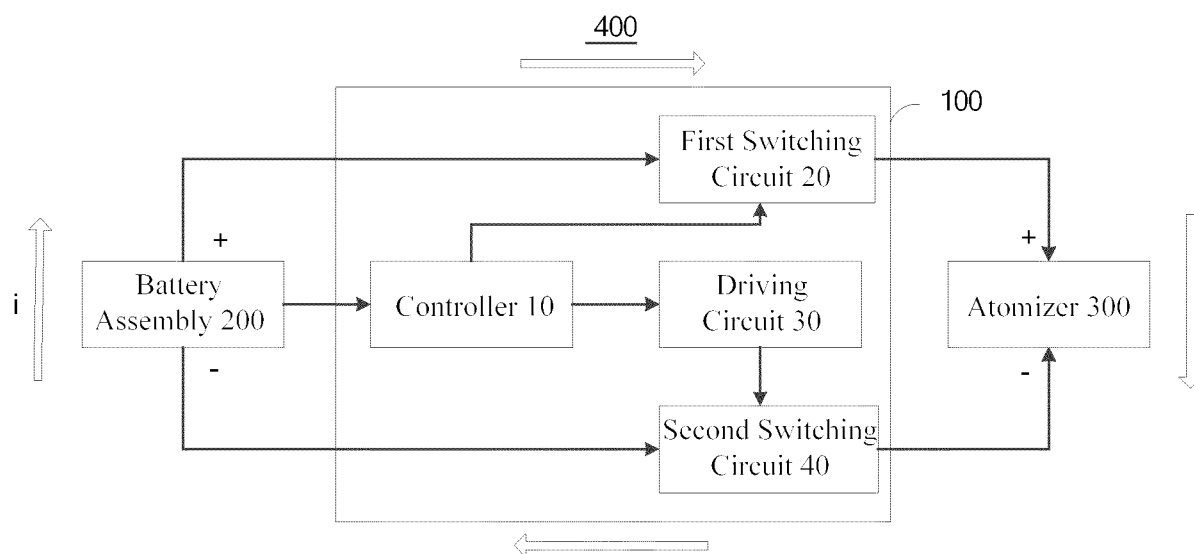 400
100
First Switching
Circuit 20
+
+
Battery
Assembly 200
Controller 10
Driving
Circuit 30
Atomizer 300
i
-
-
Second Switching
Circuit 40